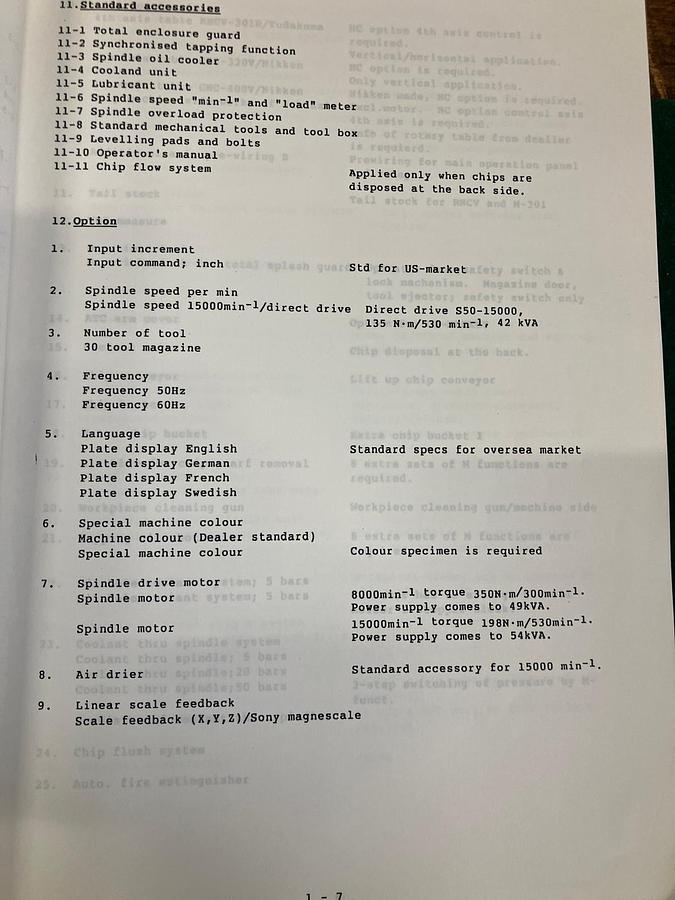 11.Standard accessories
11-1 Total enclosure guard
11-2 Synchronised tapping function
11-3 Spindle oil cooler
11-4 Cooland unit
11-5 Lubricant unit
11-6 Spindle speed "min-1" and "load" meter
11-7 Spindle overload protection
11-8 Standard mechanical tools and tool box
11-9 Levelling pads and bolts
11-10 Operator's manual
11-11 Chip flow system Applied only when chips are
disposed at the back side.
12.Option
1. Input increment
Input command; inch Std for US-market
2. Spindle speed per min
Spindle speed 15000min-1/direct drive Direct drive S50-15000,
135 N·m/530 min-1, 42 kVA
3. Number of tool
30 tool magazine
4. Frequency
Frequency 50Hz
Frequency 60Hz
5. Language
Plate display English Standard specs for oversea market
Plate display German
Plate display French
Plate display Swedish
6. Special machine colour
Machine colour (Dealer standard)
Special machine colour Colour specimen is required
7. Spindle drive motor
Spindle motor 8000min-1 torque 350N·m/300min-1.
Power supply comes to 49kVA.
Spindle motor 15000min-1 torque 198N·m/530min-1.
Power supply comes to 54kVA.
8. Air drier Standard accessory for 15000 min-1.
9. Linear scale feedback
Scale feedback (X,Y,Z)/Sony magnescale
1 - 7